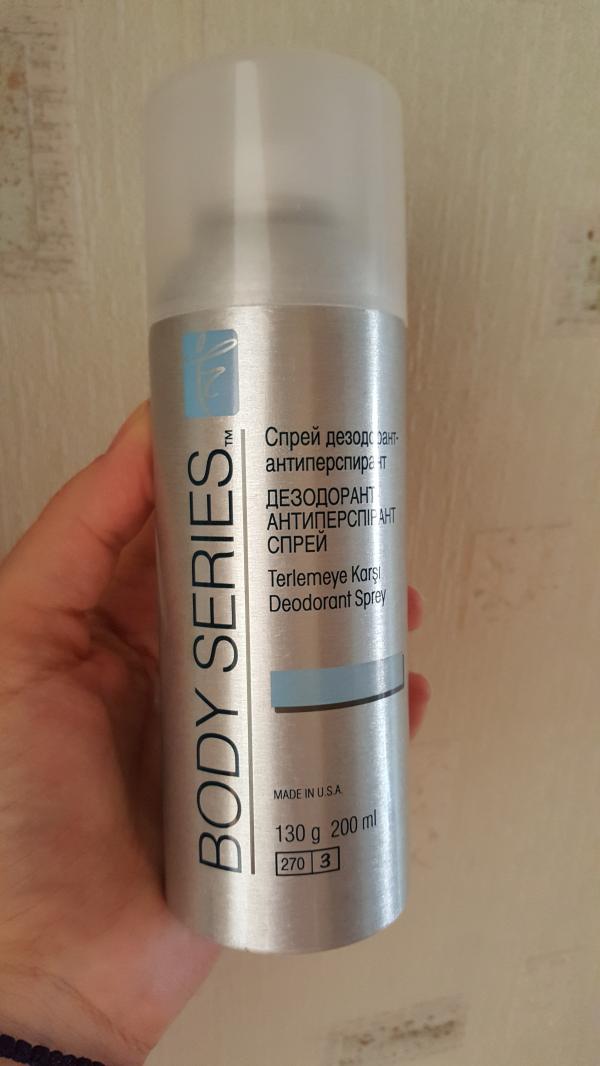 BODY SERIES™
Спрей дезодорант-
антиперспирант
ДЕЗОДОРАНТ
АНТИПЕРСПІРАНТ
СПРЕЙ
Terlemeye Karşı
Deodorant Sprey
MADE IN U.S.A.
130 g 200 ml
270 3